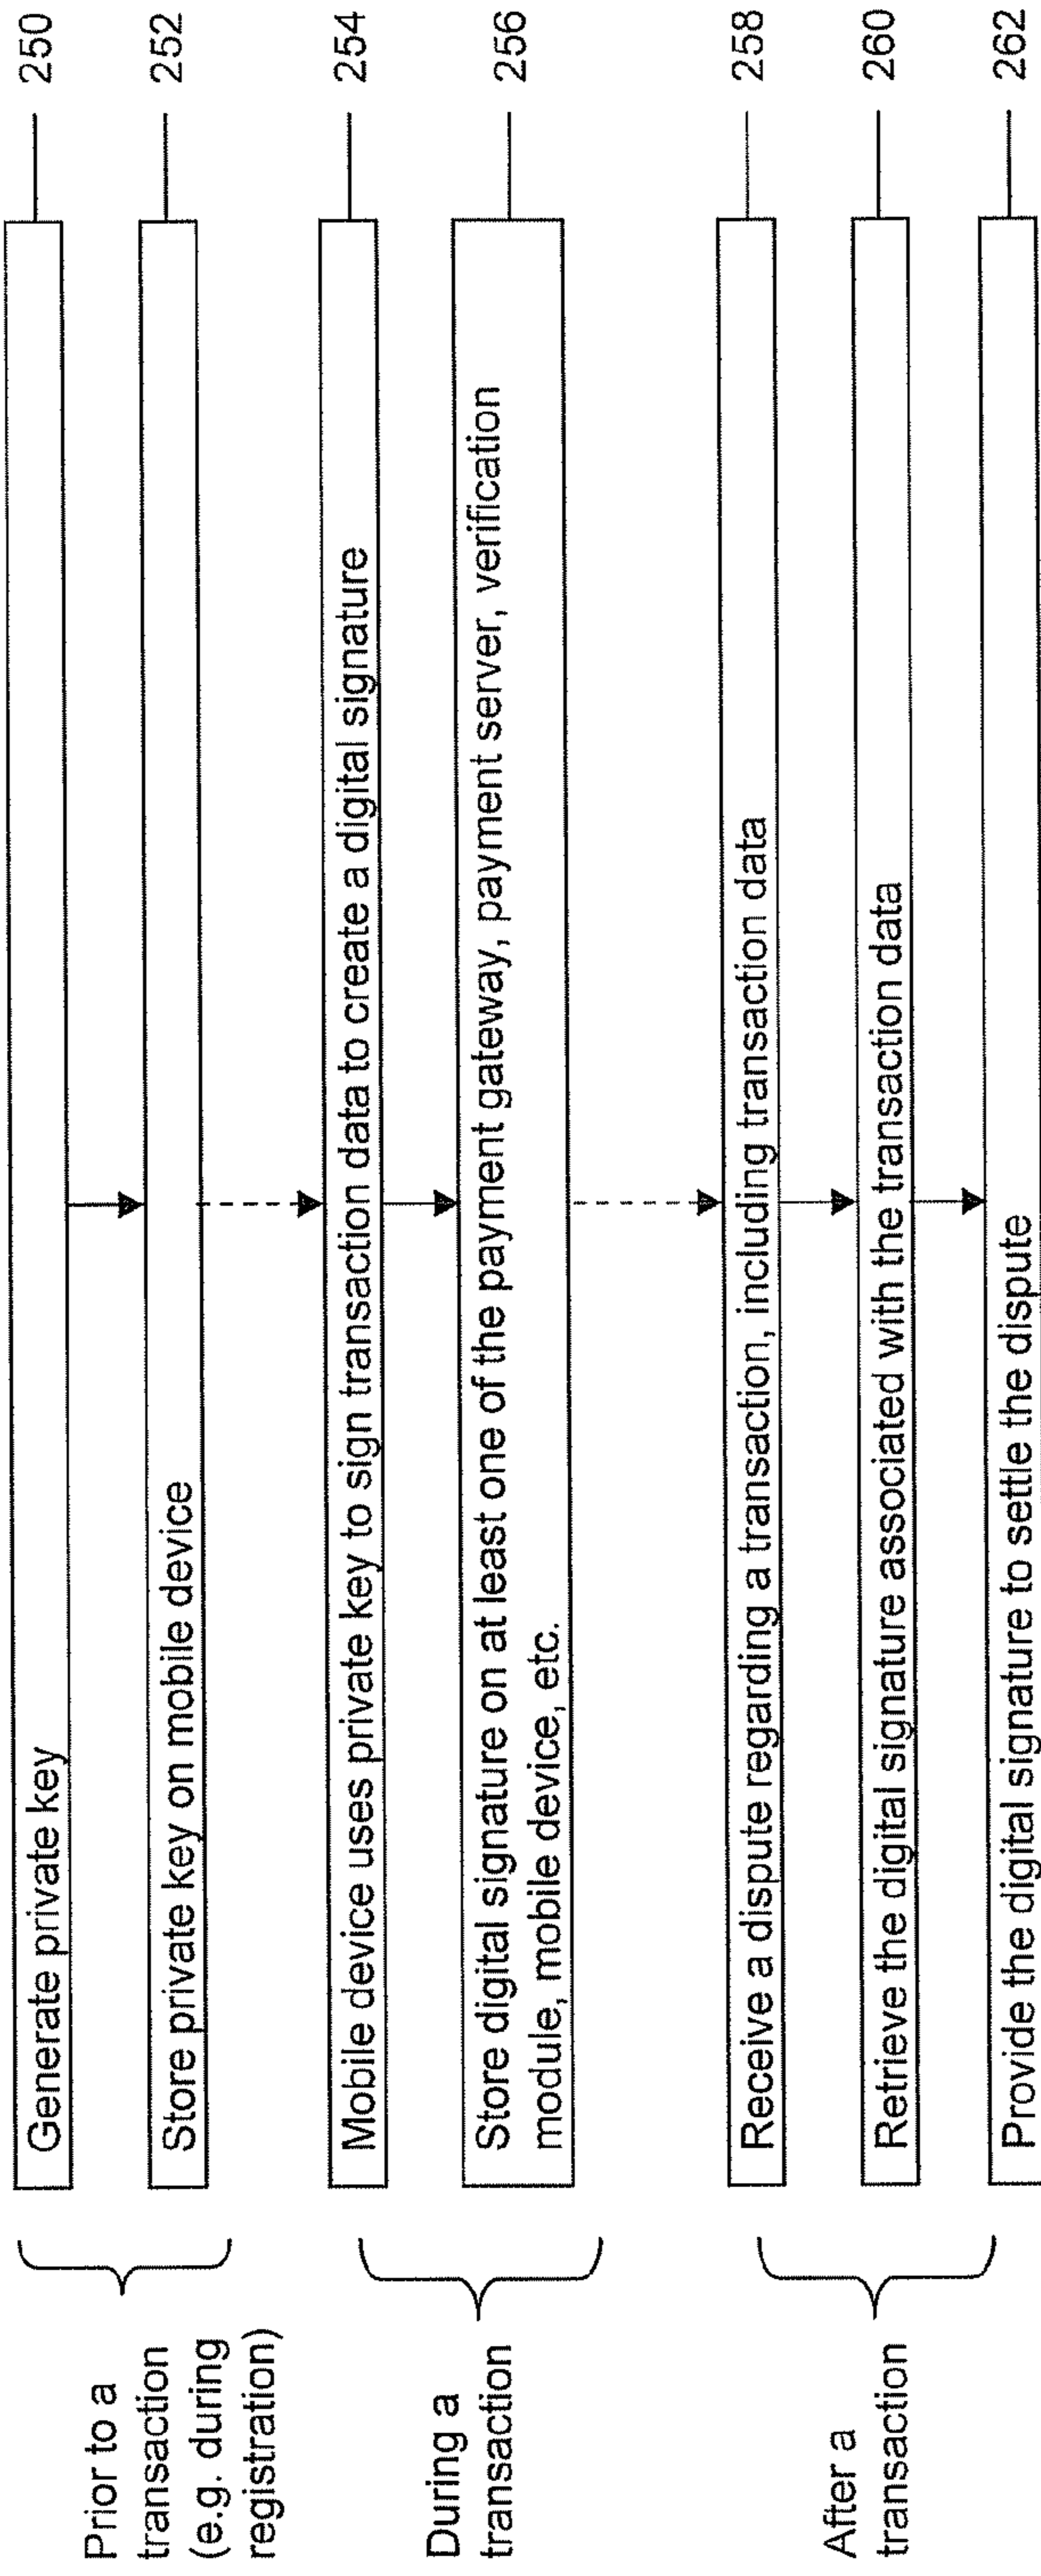 Prior to a
transaction
(e.g. during
registration)
Generate private key
250
Store private key on mobile device
252
During a
transaction
Mobile device uses private key to sign transaction data to create a digital signature
254
Store digital signature on at least one of the payment gateway, payment server, verification
module, mobile device, etc.
256
After a
transaction
Receive a dispute regarding a transaction, including transaction data
258
Retrieve the digital signature associated with the transaction data
260
Provide the digital signature to settle the dispute
262